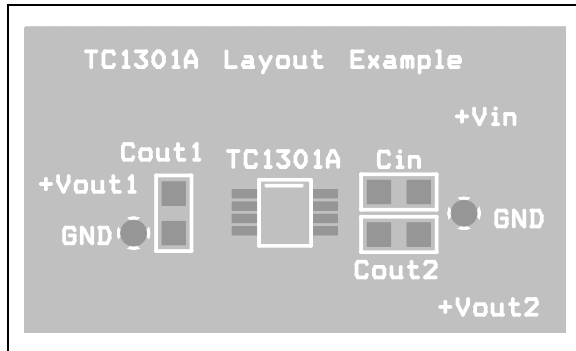 TC1301A Layout Example
+Vin
Cout1
TC1301A
Cin
+Vout1
GND
GND
Cout2
+Vout2